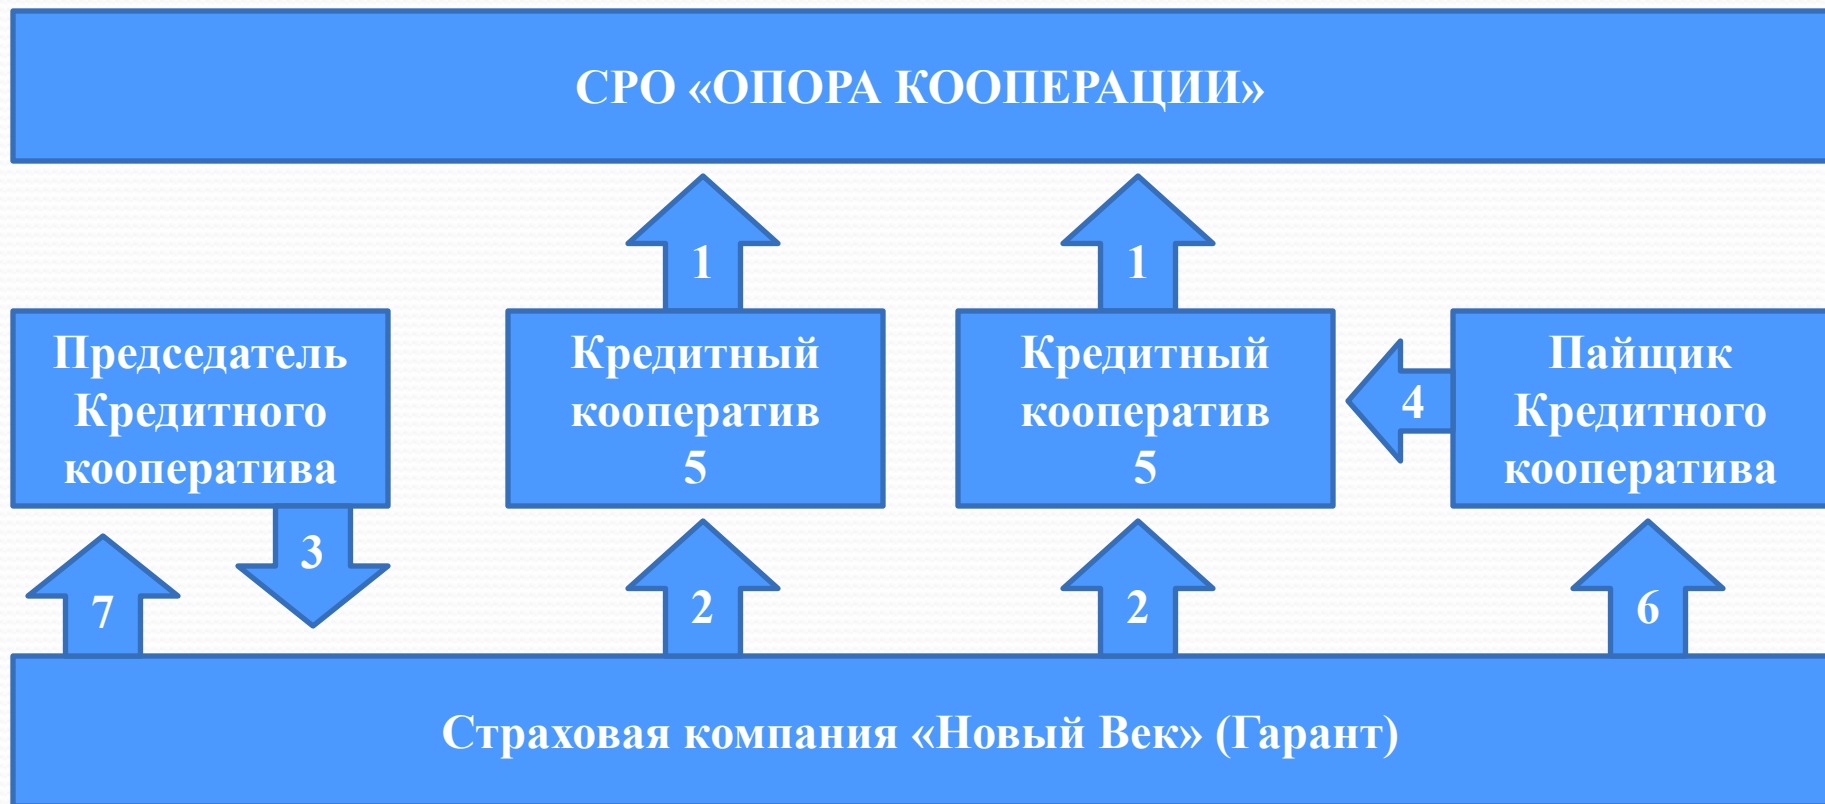 СРО «ОПОРА КООПЕРАЦИИ»
1
1
Председатель
Кредитного
кооператива
Кредитный
кооператив
5
Кредитный
кооператив
5
4
Пайщик
Кредитного
кооператива
7
3
2
2
6
Страховая компания «Новый Век» (Гарант)